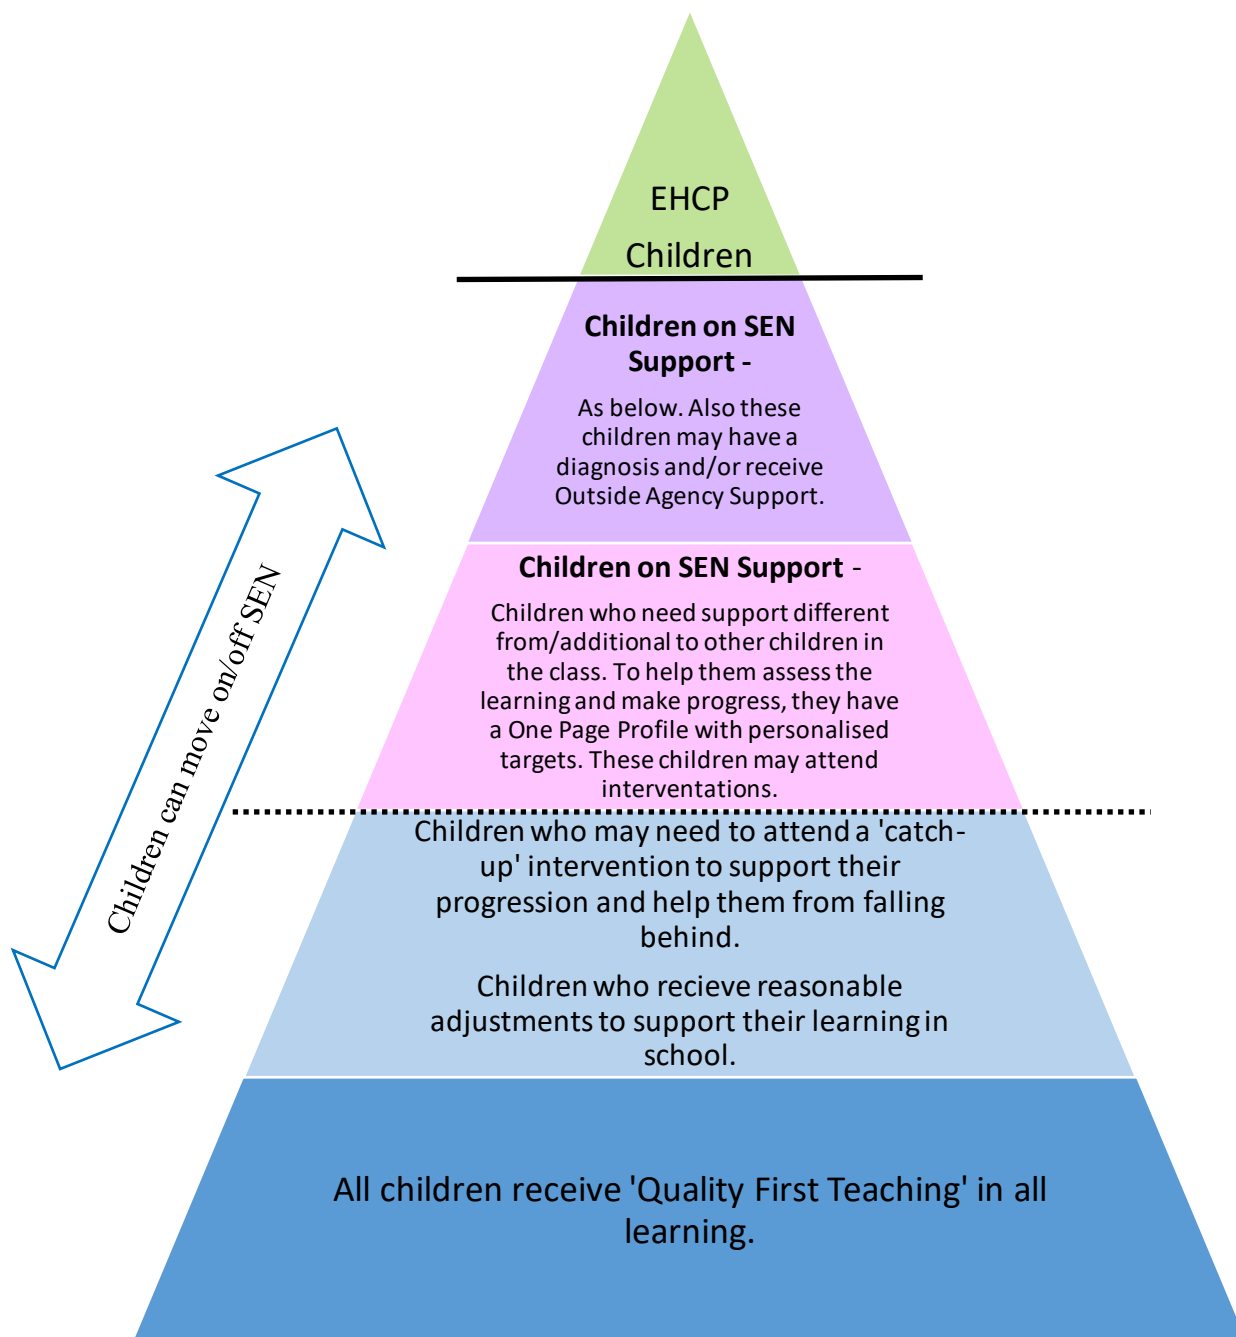 EHCP
Children
Children on SEN
Support -
As below. Also these
children may have a
diagnosis and/or receive
Outside Agency Support.
Children on SEN Support -
Children who need support different
from/additional to other children in
the class. To help them assess the
learning and make progress, they have
a One Page Profile with personalised
targets. These children may attend
interventations.
Children can move on/off SEN
Children who may need to attend a 'catch-
up' intervention to support their
progression and help them from falling
behind.
Children who recieve reasonable
adjustments to support their learning in
school.
All children receive 'Quality First Teaching' in all
learning.